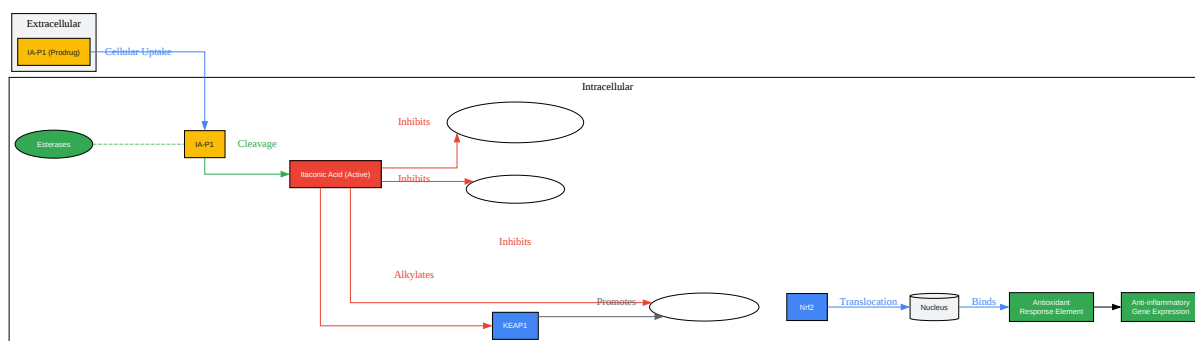 Extracellular
IA-P1 (Prodrug)
Cellular Uptake
Intracellular
Inhibits
Esterases
IA-P1
Cleavage
Itaconic Acid (Active)
Inhibits
Inhibits
Alkylates
Promotes
KEAP1
Nrf2
Translocation
Nucleus
Binds
Antioxidant
Response Element
Anti-inflammatory
Gene Expression